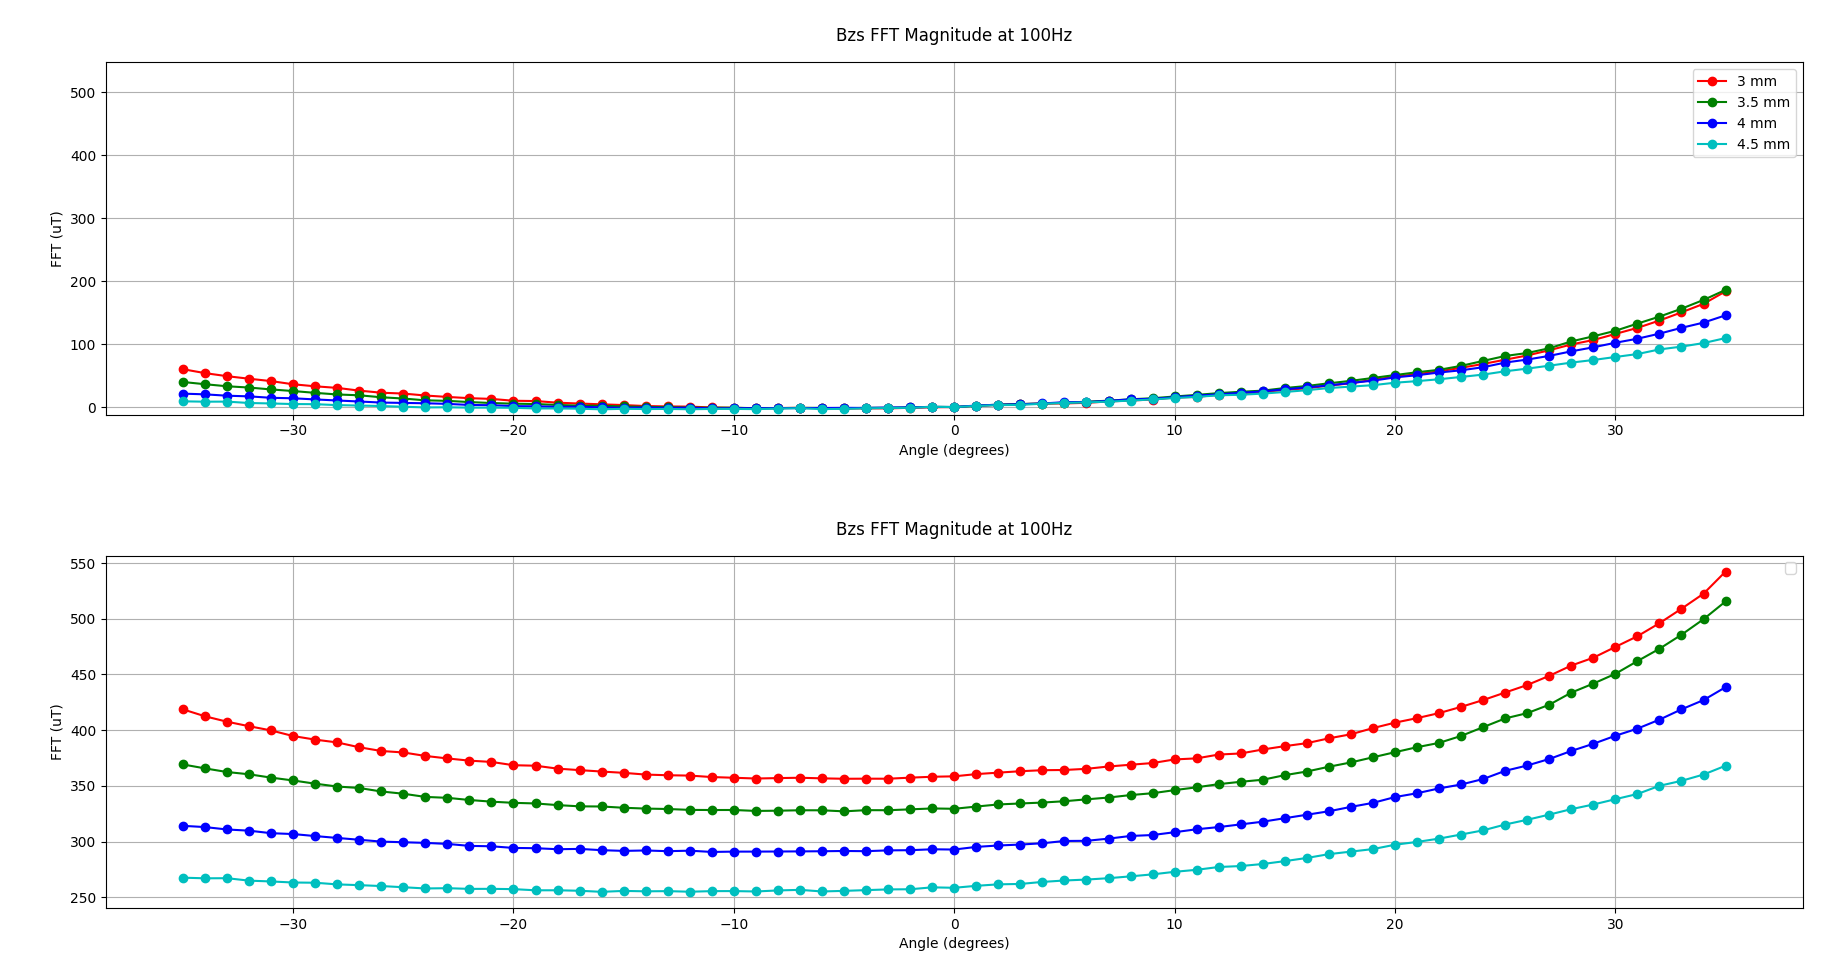 Bzs FFT Magnitude at 100Hz
500
400
300
200
100
0
FFT (uT)
3 mm
3.5 mm
4 mm
4.5 mm
−30 −20 −10 0 10 20 30
Angle (degrees)
Bzs FFT Magnitude at 100Hz
550
500
450
400
350
300
250
FFT (uT)
−30 −20 −10 0 10 20 30
Angle (degrees)